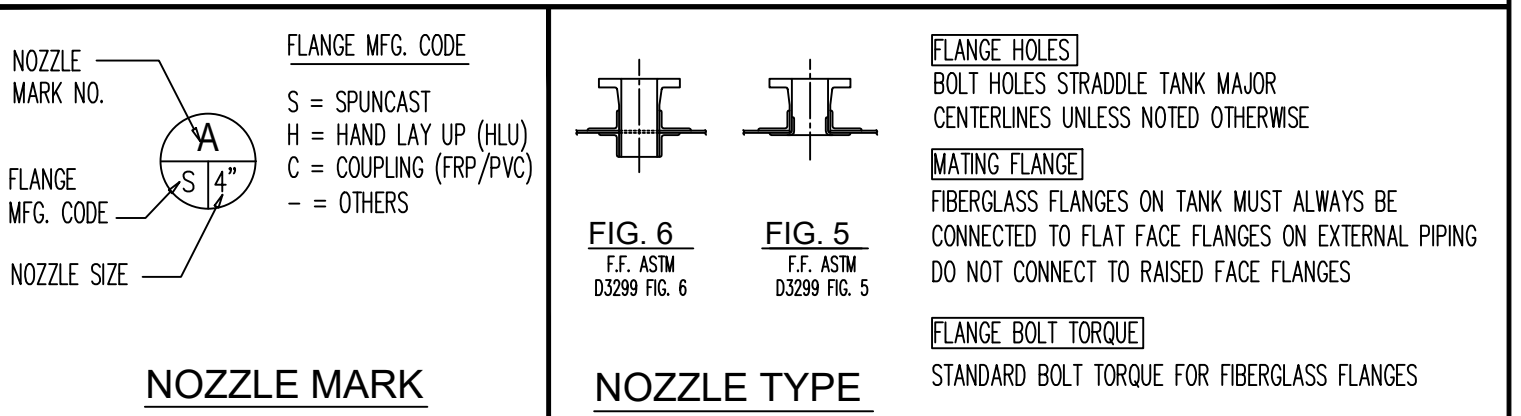 NOZZLE
MARK NO.
A
S 4"
FLANGE
MFG. CODE
NOZZLE SIZE
FLANGE MFG. CODE
S = SPUNCAST
H = HAND LAY UP (HLU)
C = COUPLING (FRP/PVC)
- = OTHERS
NOZZLE MARK
FIG. 6
F.F. ASTM
D3299 FIG. 6
FIG. 5
F.F. ASTM
D3299 FIG. 5
NOZZLE TYPE
FLANGE HOLES
BOLT HOLES STRADDLE TANK MAJOR
CENTERLINES UNLESS NOTED OTHERWISE
MATING FLANGE
FIBERGLASS FLANGES ON TANK MUST ALWAYS BE
CONNECTED TO FLAT FACE FLANGES ON EXTERNAL PIPING
DO NOT CONNECT TO RAISED FACE FLANGES
FLANGE BOLT TORQUE
STANDARD BOLT TORQUE FOR FIBERGLASS FLANGES